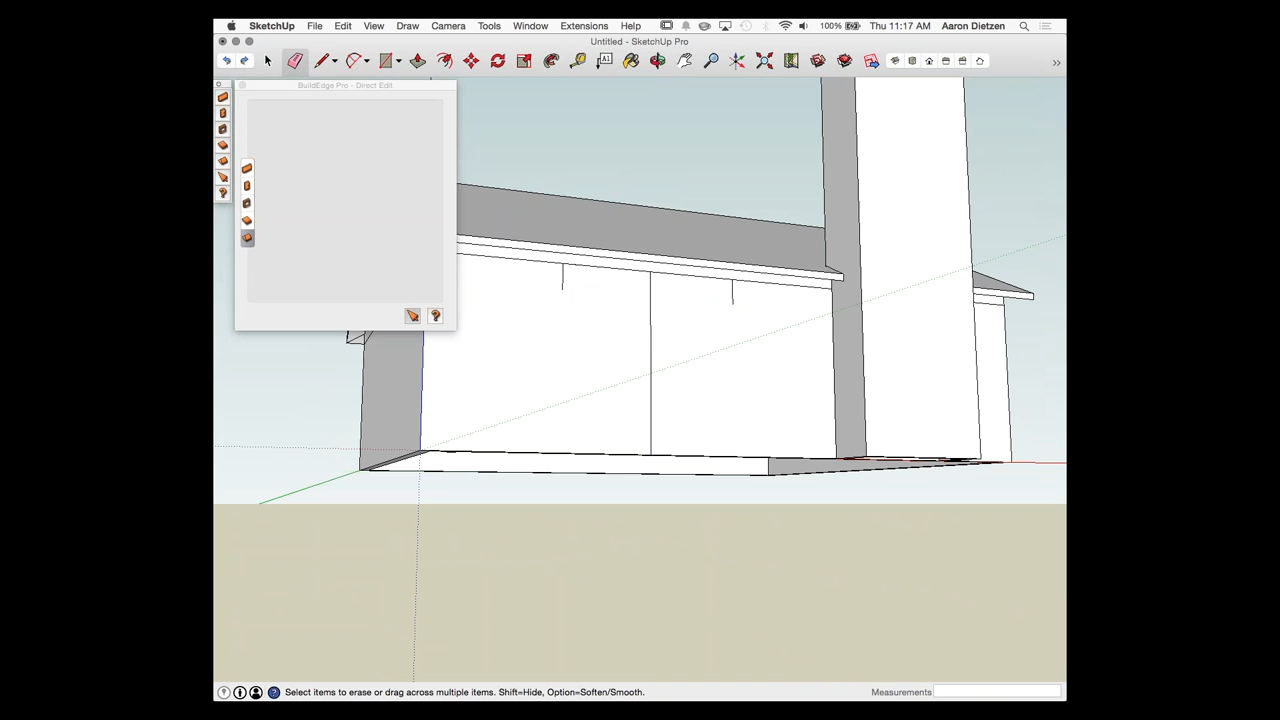 SketchUp File Edit View Draw Camera Tools Window Extensions Help 100% Thu 11:17 AM Aaron Dietzen
Untitled - SketchUp Pro
A1
BuildEdge Pro - Direct Edit
Select items to erase or drag across multiple items. Shift=Hide, Option=Soften/Smooth.
Measurements